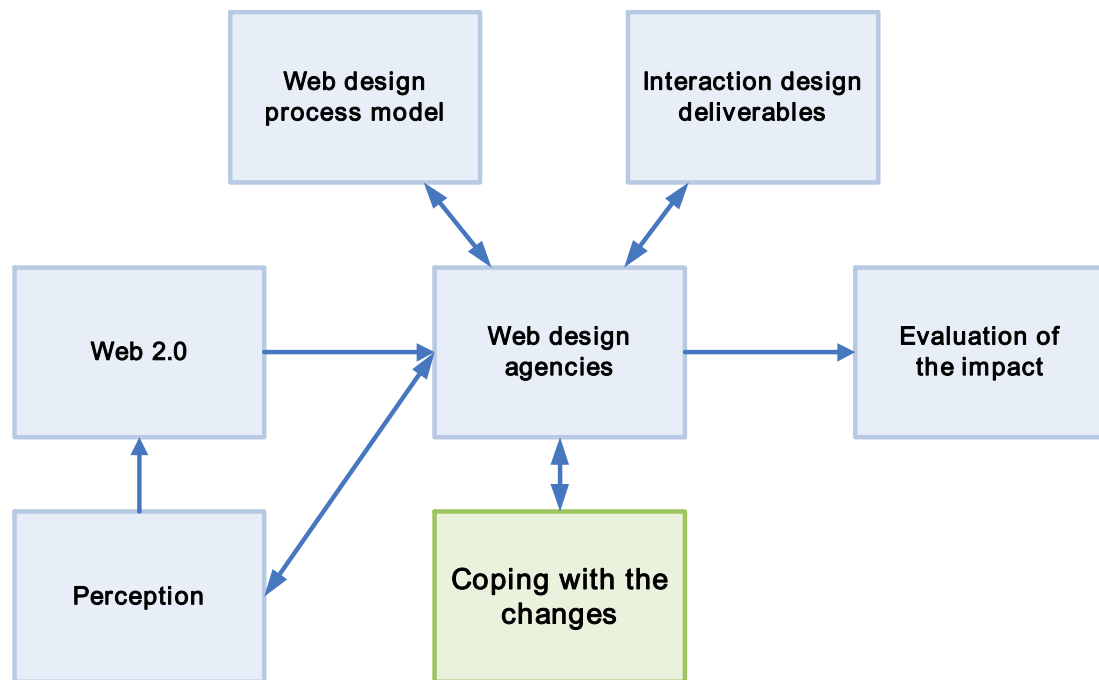 Web design
process model
Interaction design
deliverables
Web 2.0
Web design
agencies
Evaluation of
the impact
Perception
Coping with the
changes